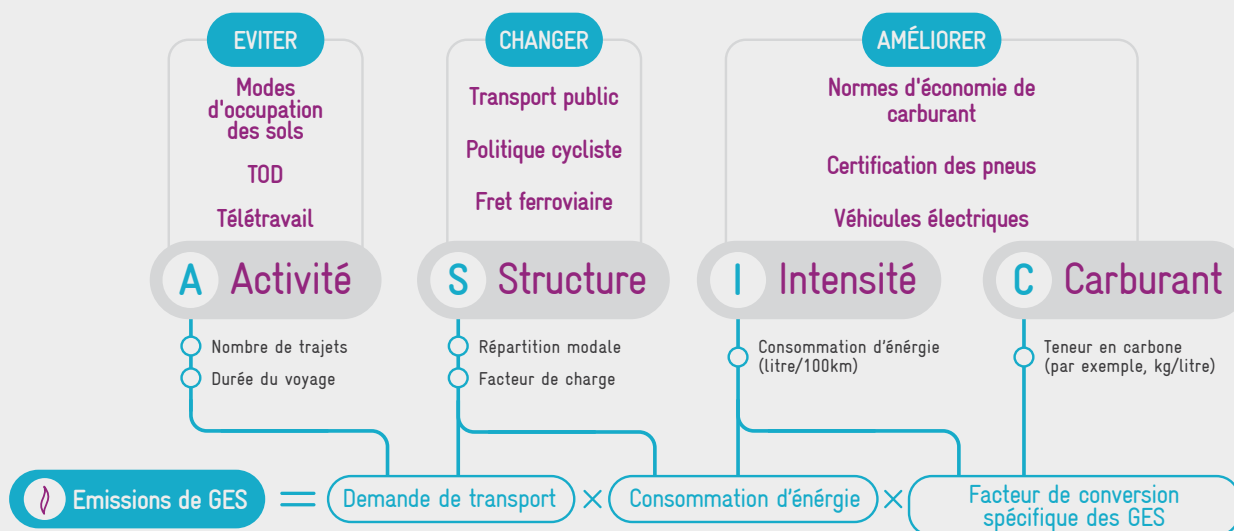 EVITER
Modes
d'occupation
des sols
TOD
Télétravail
CHANGER
Transport public
Politique cycliste
Fret ferroviaire
AMÉLIORER
Normes d'économie de
carburant
Certification des pneus
Véhicules électriques
A Activité
Nombre de trajets
Durée du voyage
S Structure
Répartition modale
Facteur de charge
I Intensité
Consommation d'énérgie
(litre/100km)
C Carburant
Teneur en carbone
(par exemple, kg/litre)
Emissions de GES = Demande de transport × Consommation d'énérgie × Facteur de conversion
spécifique des GES